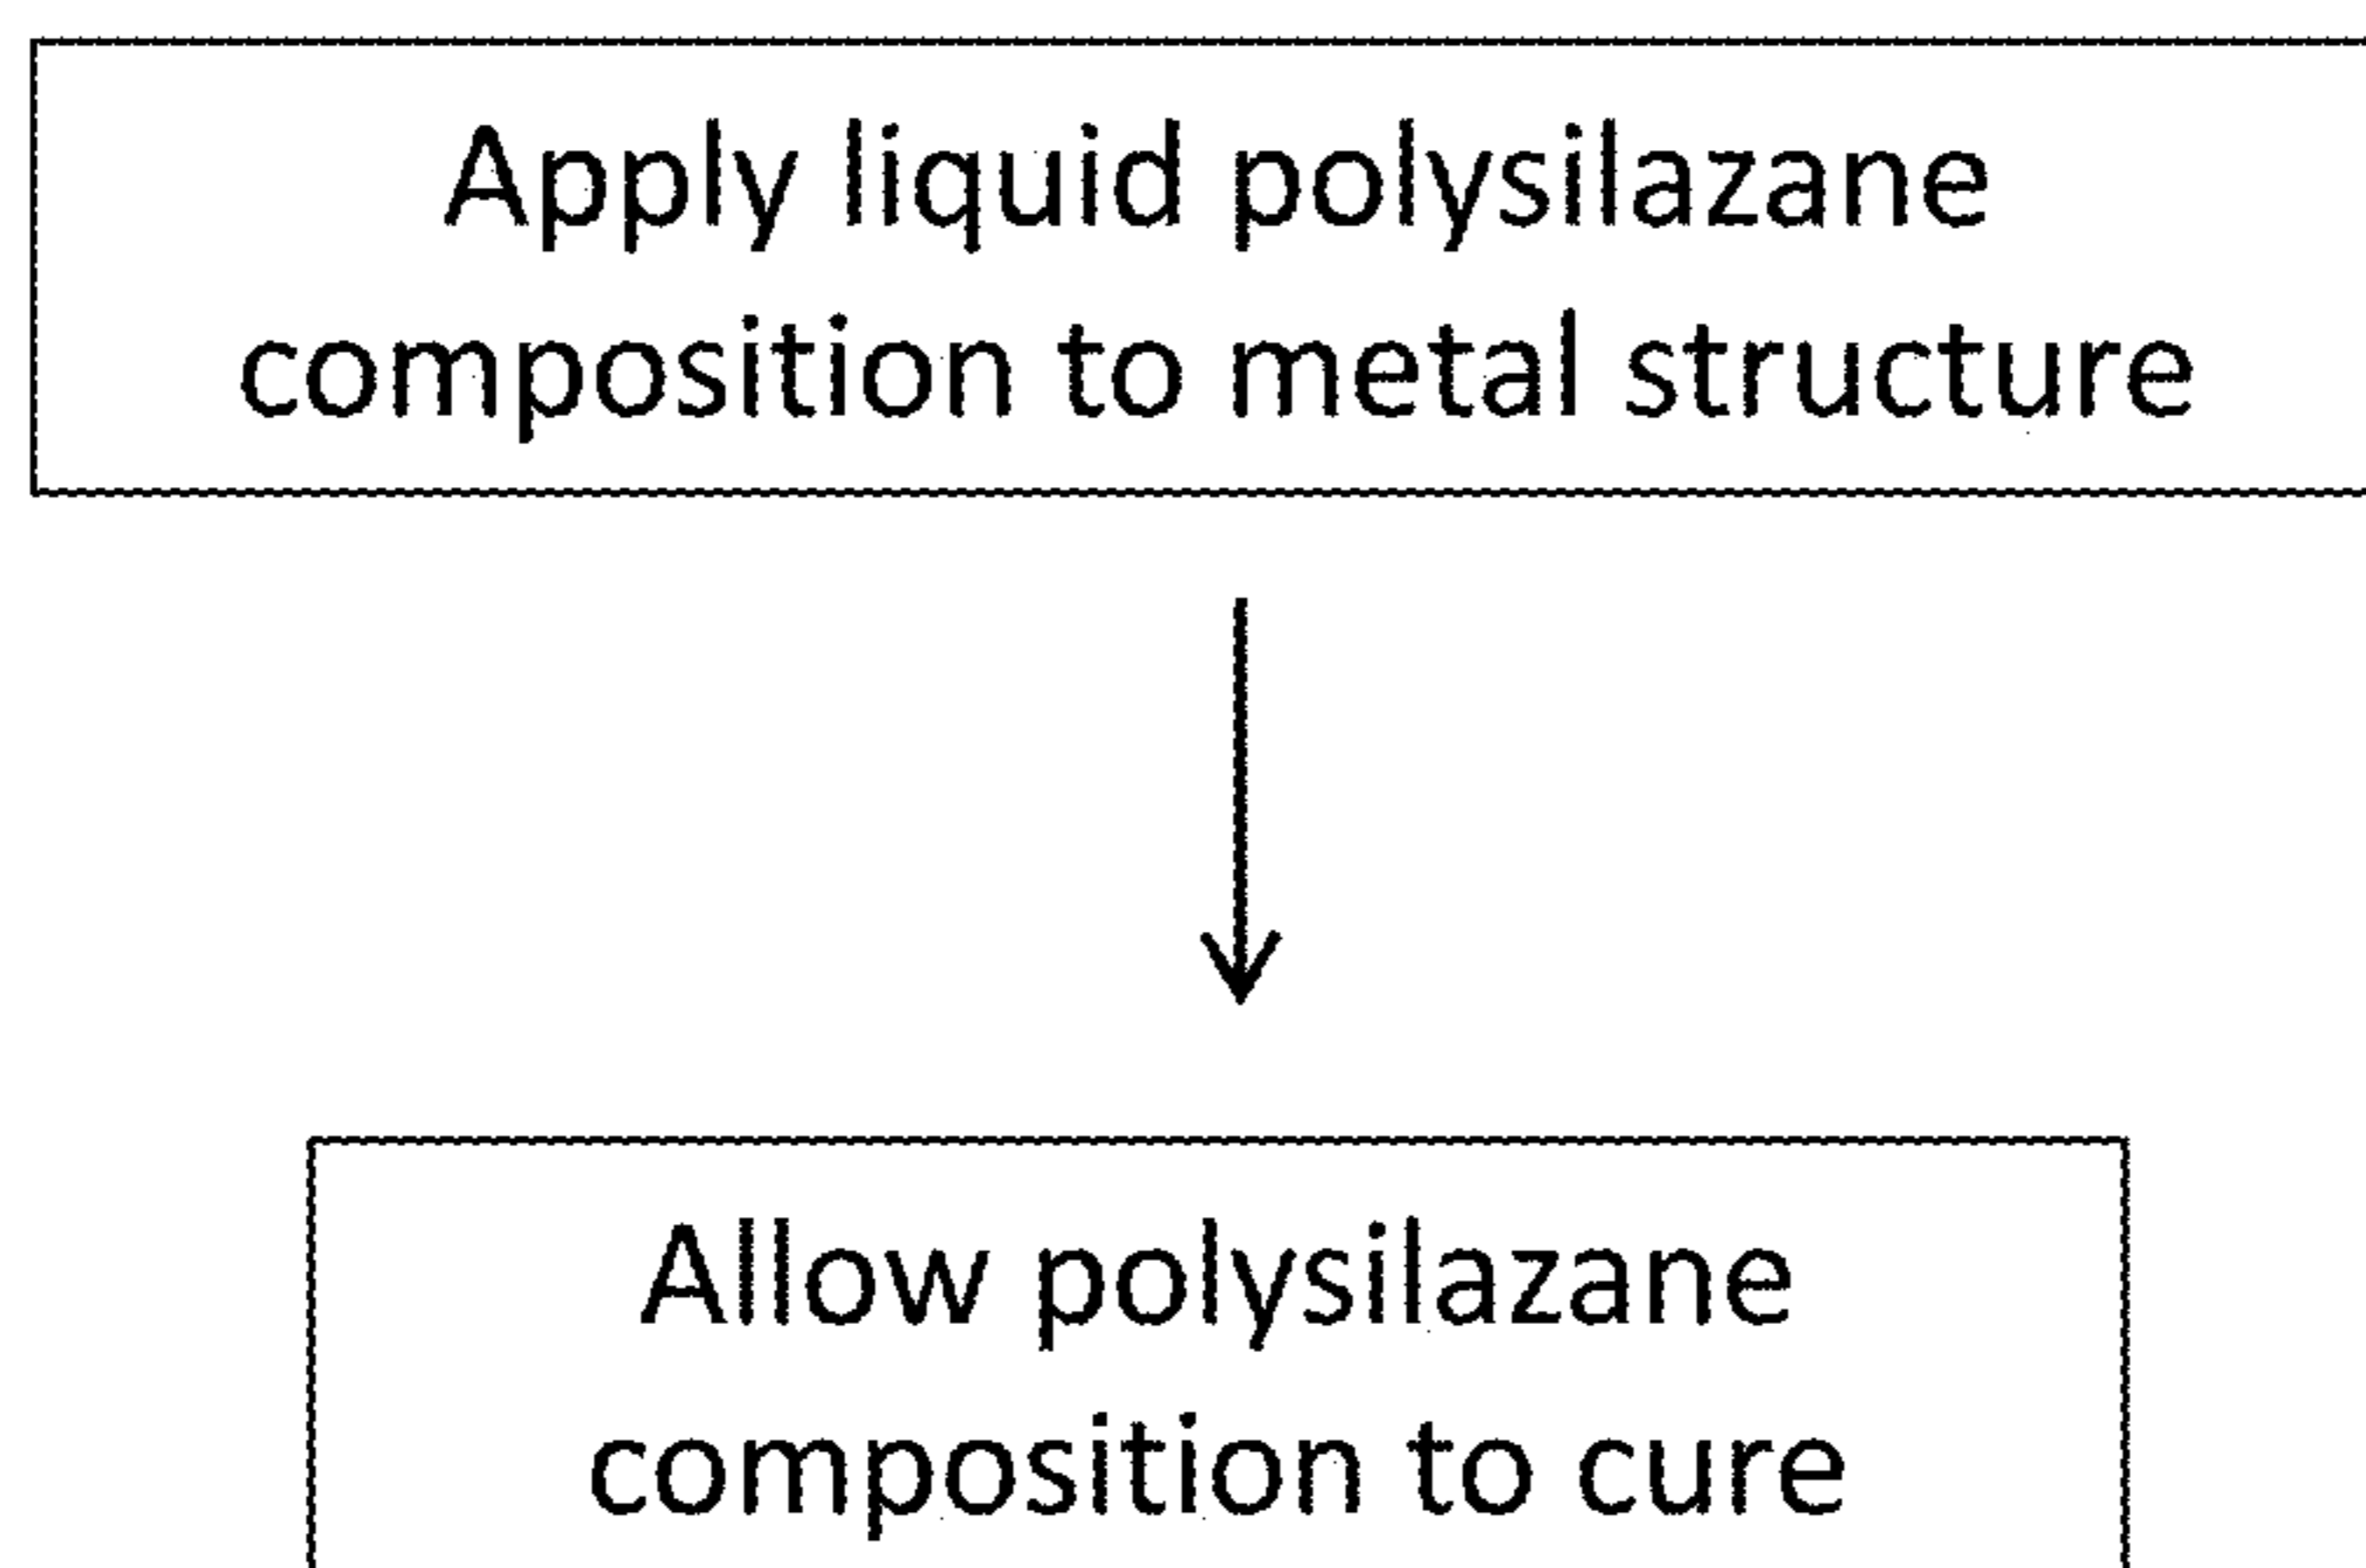 Apply liquid polysilazane
composition to metal structure
Allow polysilazane
composition to cure